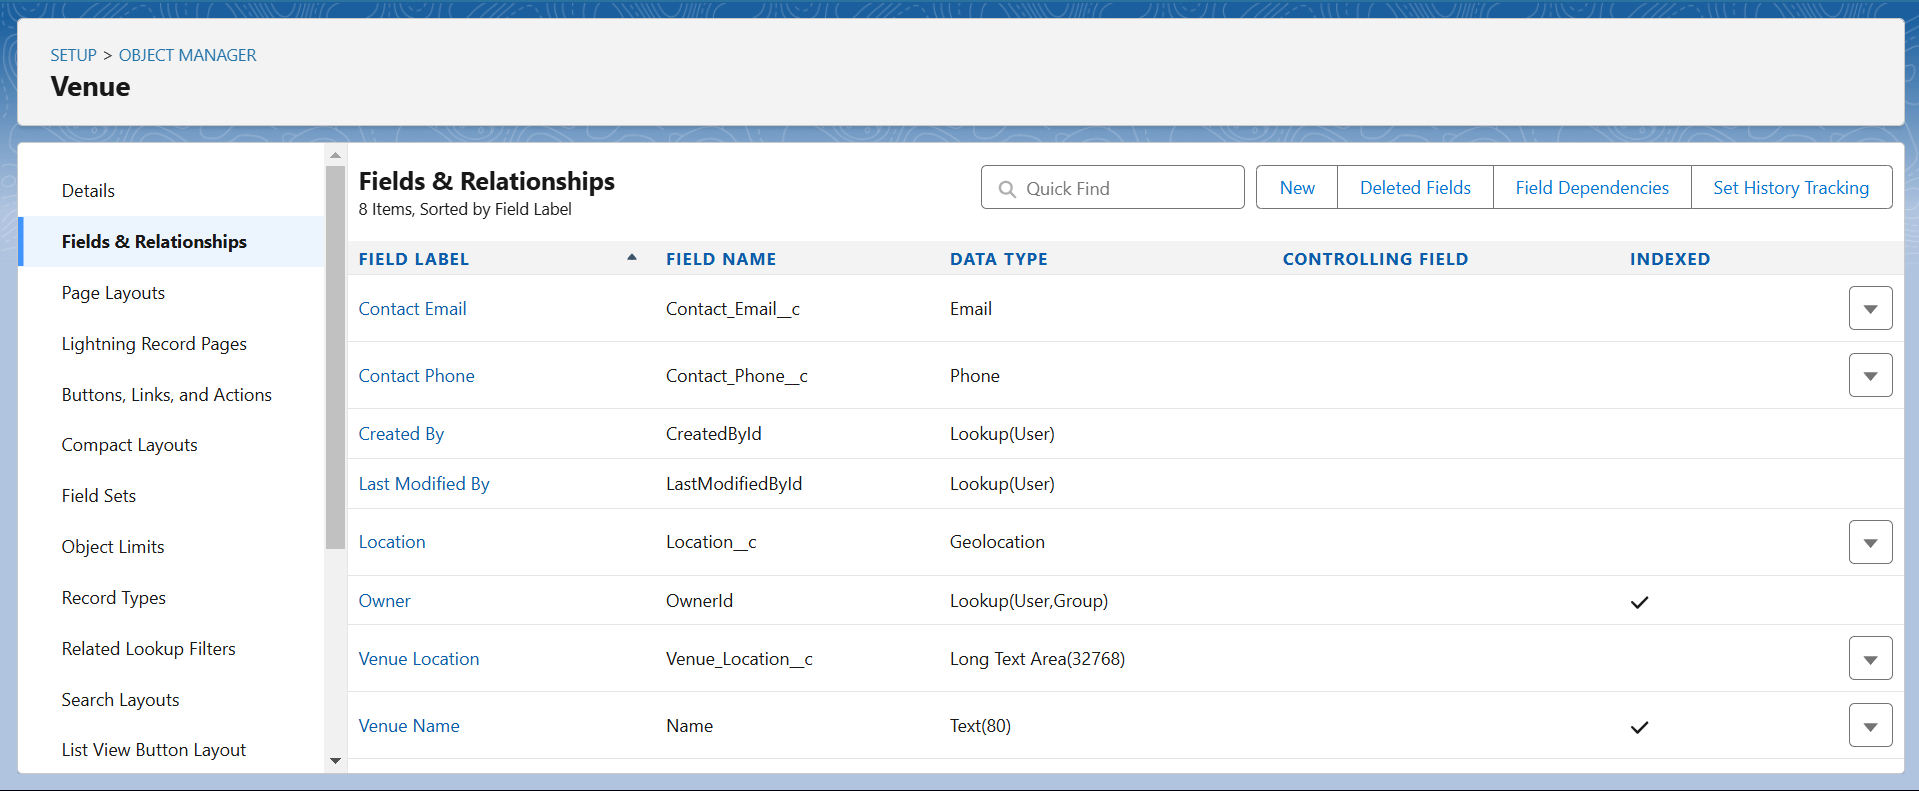 SETUP > OBJECT MANAGER
Venue
Details
Fields & Relationships
Page Layouts
Lightning Record Pages
Buttons, Links, and Actions
Compact Layouts
Field Sets
Object Limits
Record Types
Related Lookup Filters
Search Layouts
List View Button Layout
Fields & Relationships
8 Items, Sorted by Field Label
Quick Find
New Deleted Fields Field Dependencies Set History Tracking
FIELD LABEL FIELD NAME DATA TYPE CONTROLLING FIELD INDEXED
Contact Email Contact_Email__c Email
Contact Phone Contact_Phone__c Phone
Created By CreatedById Lookup(User)
Last Modified By LastModifiedById Lookup(User)
Location Location__c Geolocation
Owner OwnerId Lookup(User,Group)
Venue Location Venue_Location__c Long Text Area(32768)
Venue Name Name Text(80)